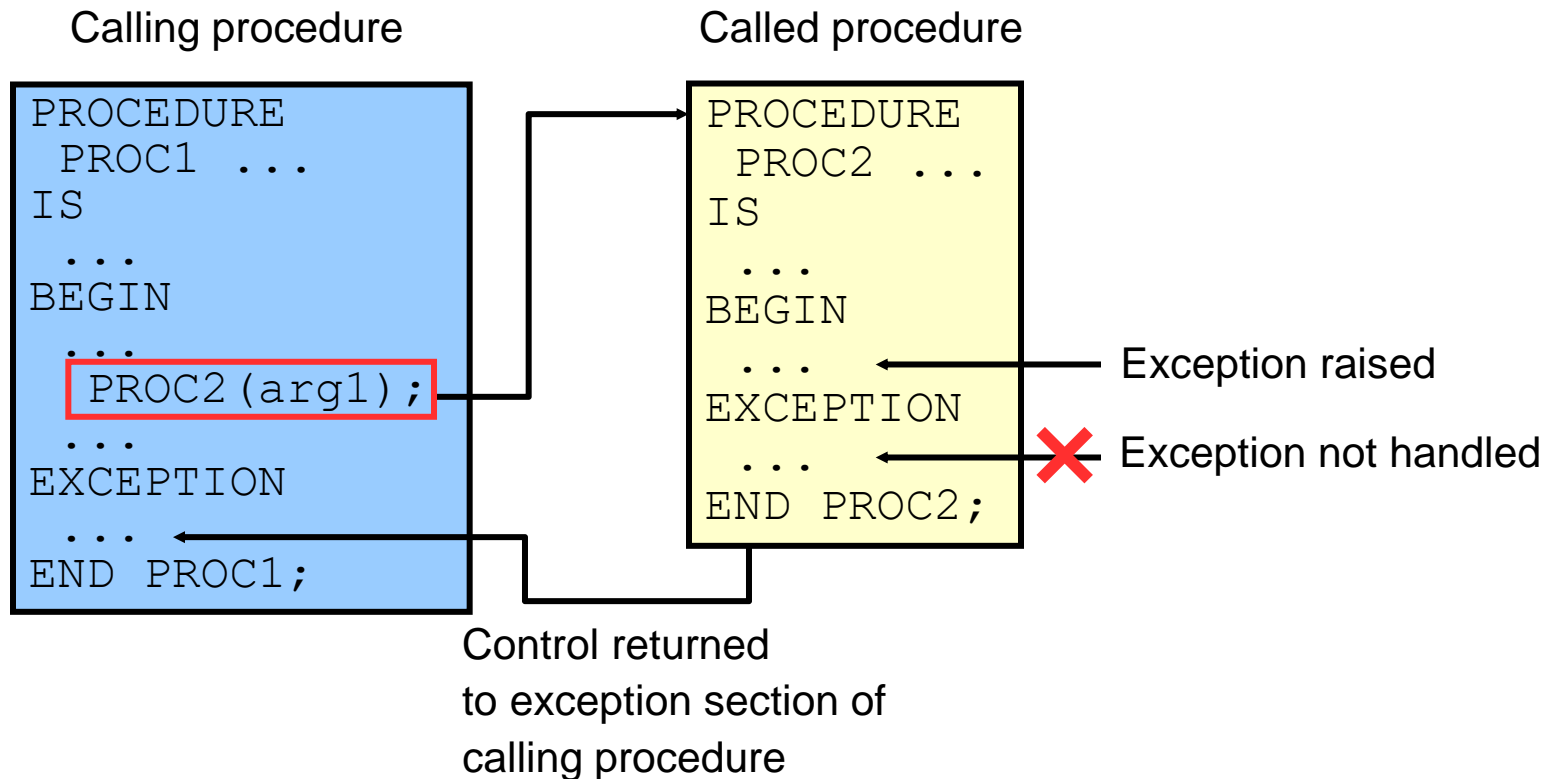 Calling procedure
Called procedure
PROCEDURE
PROC1 ...
IS
...
BEGIN
...
PROC2(arg1);
...
EXCEPTION
...
END PROC1;
PROCEDURE
PROC2 ...
IS
...
BEGIN
...
EXCEPTION
...
END PROC2;
Exception raised
Exception not handled
Control returned
to exception section of
calling procedure